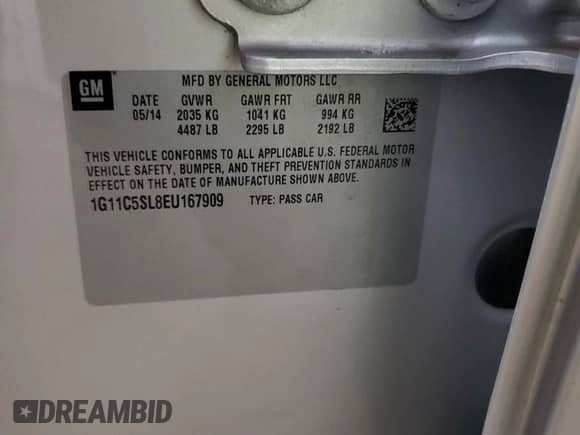 GM
MFD BY GENERAL MOTORS LLC
DATE GVWR GAWR FRT GAWR RR
05/14 2035 KG 1041 KG 994 KG
4487 LB 2295 LB 2192 LB
THIS VEHICLE CONFORMS TO ALL APPLICABLE U.S. FEDERAL MOTOR
VEHICLE SAFETY, BUMPER, AND THEFT PREVENTION STANDARDS IN
EFFECT ON THE DATE OF MANUFACTURE SHOWN ABOVE.
1G11C5SL8EU167909 TYPE: PASS CAR
DREAMBID